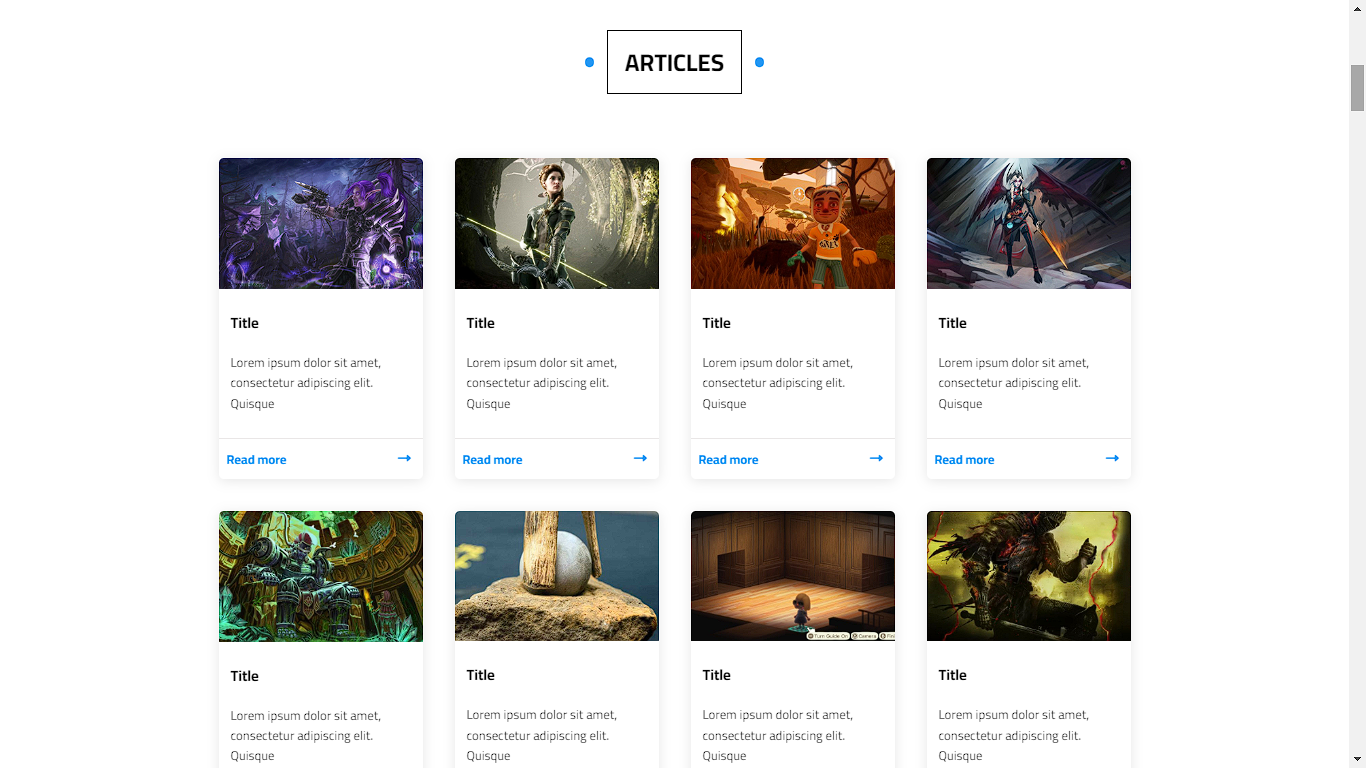 ARTICLES
Title
Lorem ipsum dolor sit amet,
consectetur adipiscing elit.
Quisque
Read more
Title
Lorem ipsum dolor sit amet,
consectetur adipiscing elit.
Quisque
Read more
Title
Lorem ipsum dolor sit amet,
consectetur adipiscing elit.
Quisque
Read more
Title
Lorem ipsum dolor sit amet,
consectetur adipiscing elit.
Quisque
Read more
Title
Lorem ipsum dolor sit amet,
consectetur adipiscing elit.
Quisque
Title
Lorem ipsum dolor sit amet,
consectetur adipiscing elit.
Quisque
Turn Guide On Camera
Title
Lorem ipsum dolor sit amet,
consectetur adipiscing elit.
Quisque
Title
Lorem ipsum dolor sit amet,
consectetur adipiscing elit.
Quisque